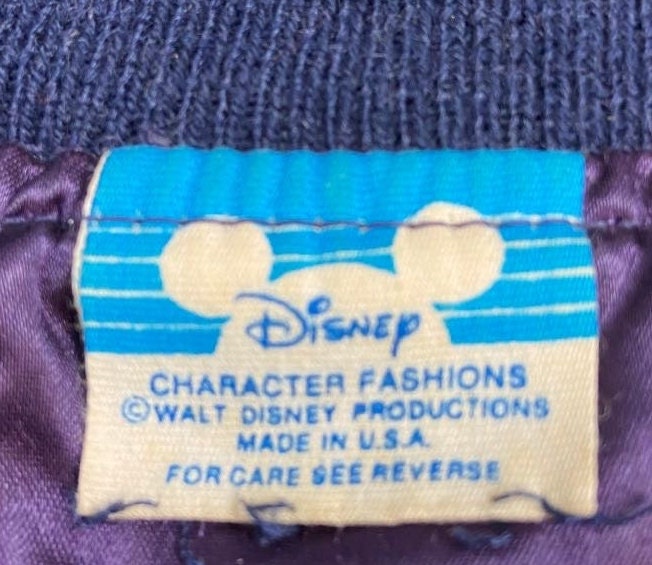 Disney
CHARACTER FASHIONS
©WALT DISNEY PRODUCTIONS
MADE IN U.S.A.
FOR CARE SEE REVERSE